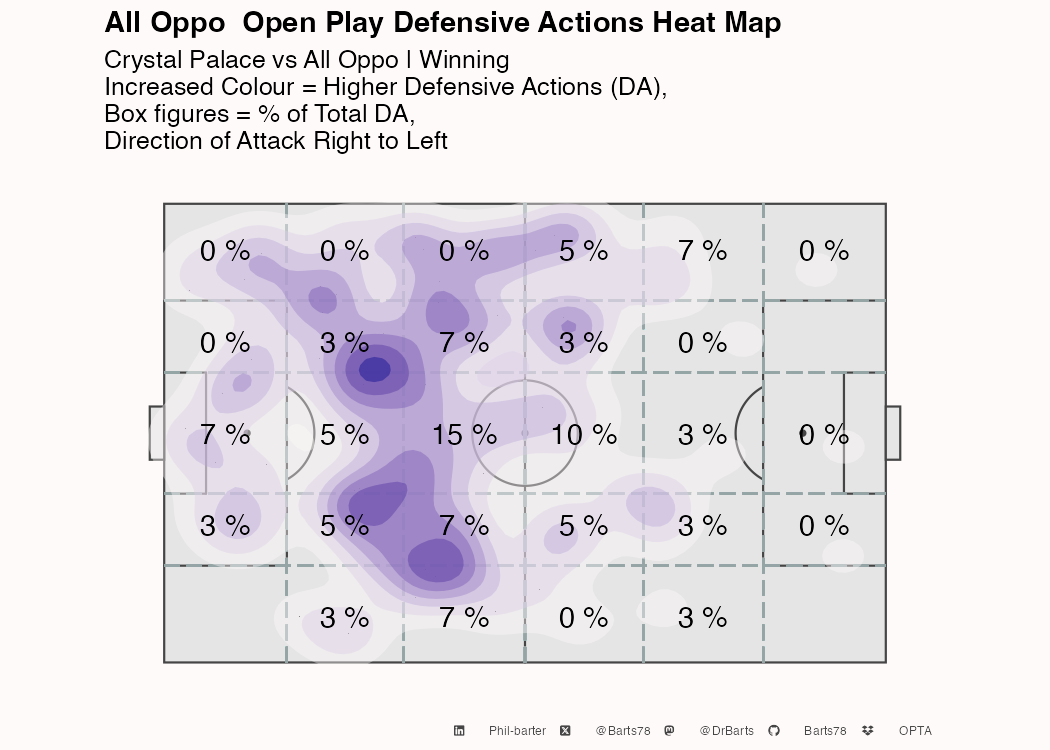 All Oppo  Open Play Defensive Actions Heat Map
Crystal Palace vs All Oppo | Winning
Increased Colour = Higher Defensive Actions (DA),
Box figures = % of Total DA,
Direction of Attack Right to Left
0 % 0 % 0 % 5 % 7 % 0 %
0 % 3 % 7 % 3 % 0 %
7 % 5 % 15 % 10 % 3 % 0 %
3 % 5 % 7 % 5 % 3 % 0 %
3 % 7 % 0 % 3 %
Phil-barter @Barts78 @DrBarts Barts78 OPTA